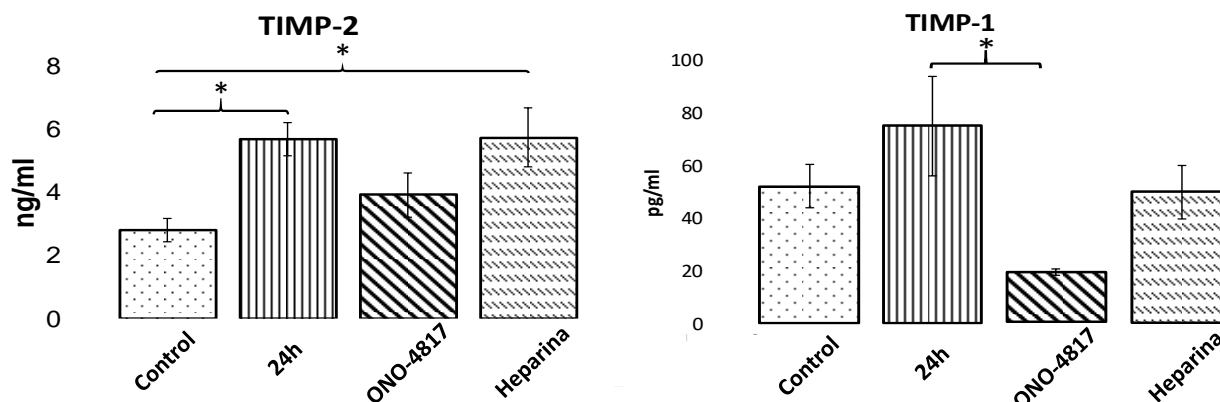 TIMP-2
*
*
8
6
4
2
0
ng/ml
Control
24h
ONO-4817
Heparina
TIMP-1
*
100
80
60
40
20
0
pg/ml
Control
24h
ONO-4817
Heparina